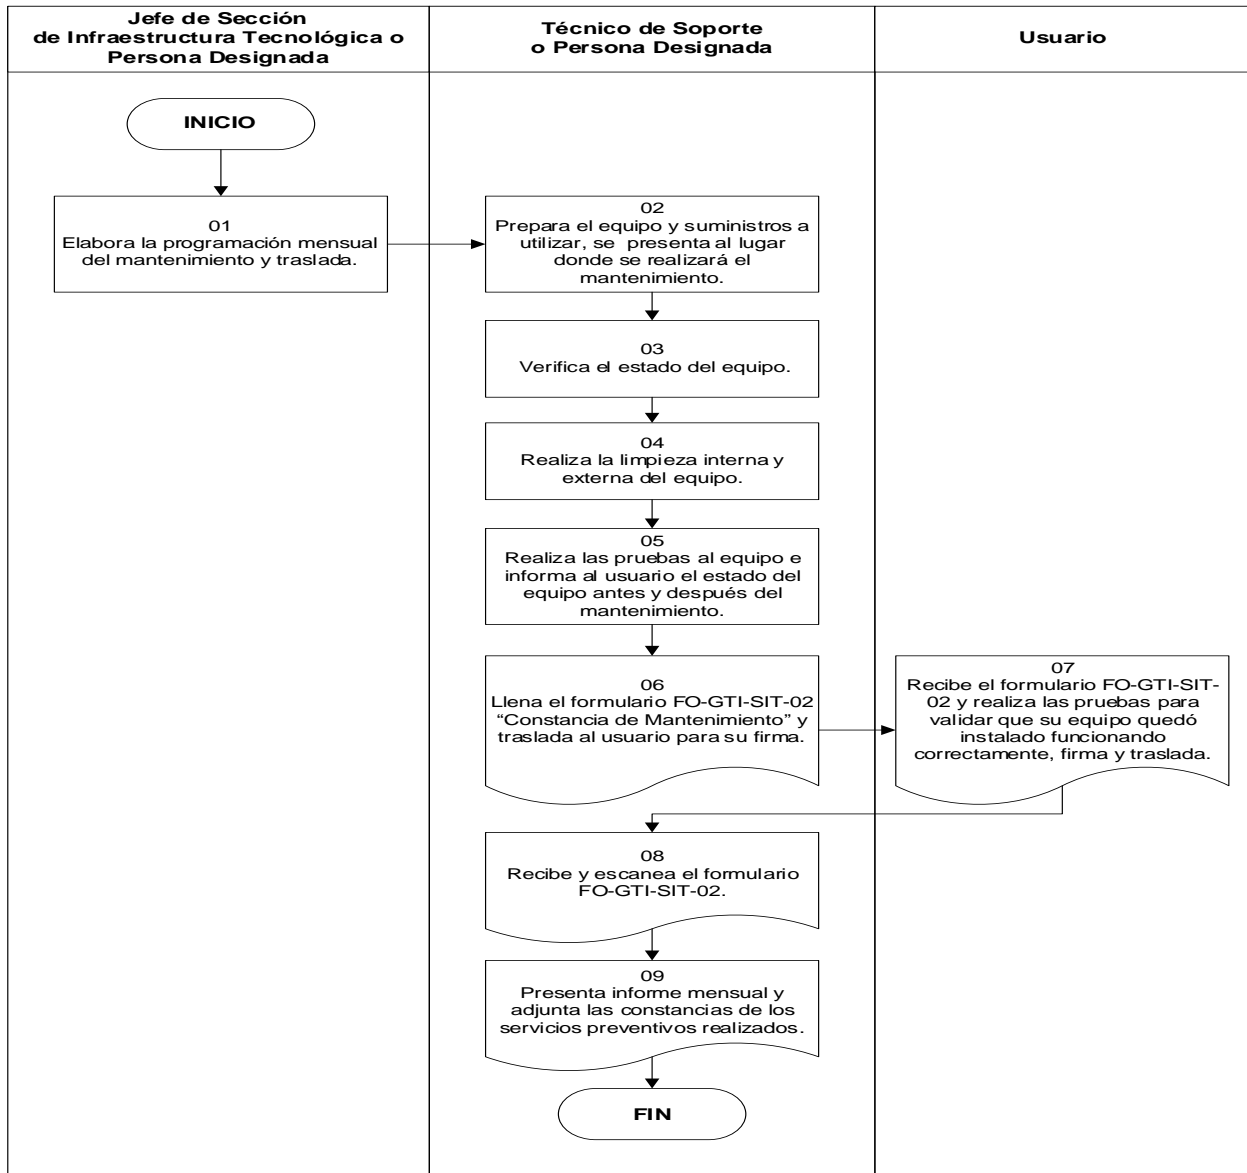 Jefe de Sección
de Infraestructura Tecnológica o
Persona Designada
Técnico de Soporte
o Persona Designada
Usuario
INICIO
01
Elabora la programación mensual
del mantenimiento y traslada.
02
Prepara el equipo y suministros a
utilizar, se presenta al lugar
donde se realizará el
mantenimiento.
03
Verifica el estado del equipo.
04
Realiza la limpieza interna y
externa del equipo.
05
Realiza las pruebas al equipo e
informa al usuario el estado del
equipo antes y después del
mantenimiento.
06
Llena el formulario FO-GTI-SIT-02
“Constancia de Mantenimiento” y
traslada al usuario para su firma.
07
Recibe el formulario FO-GTI-SIT-
02 y realiza las pruebas para
validar que su equipo quedó
instalado funcionando
correctamente, firma y traslada.
08
Recibe y escanea el formulario
FO-GTI-SIT-02.
09
Presenta informe mensual y
adjunta las constancias de los
servicios preventivos realizados.
FIN